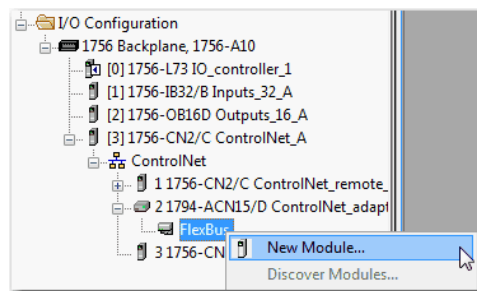 I/O Configuration
1756 Backplane, 1756-A10
[0] 1756-L73 IO_controller_1
[1] 1756-IB32/B Inputs_32_A
[2] 1756-OB16D Outputs_16_A
[3] 1756-CN2/C ControlNet_A
ControlNet
1 1756-CN2/C ControlNet_remote_
2 1794-ACN15/D ControlNet_adapt
FlexBus
New Module...
3 1756-CN
Discover Modules...